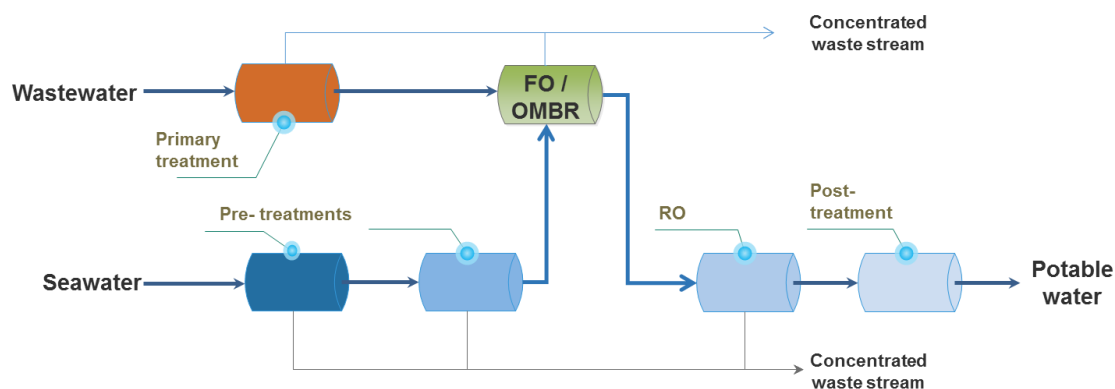 Concentrated
waste stream
Wastewater
FO /
OMBR
Primary
treatment
Pre- treatments
RO
Post-
treatment
Seawater
Potable
water
Concentrated
waste stream